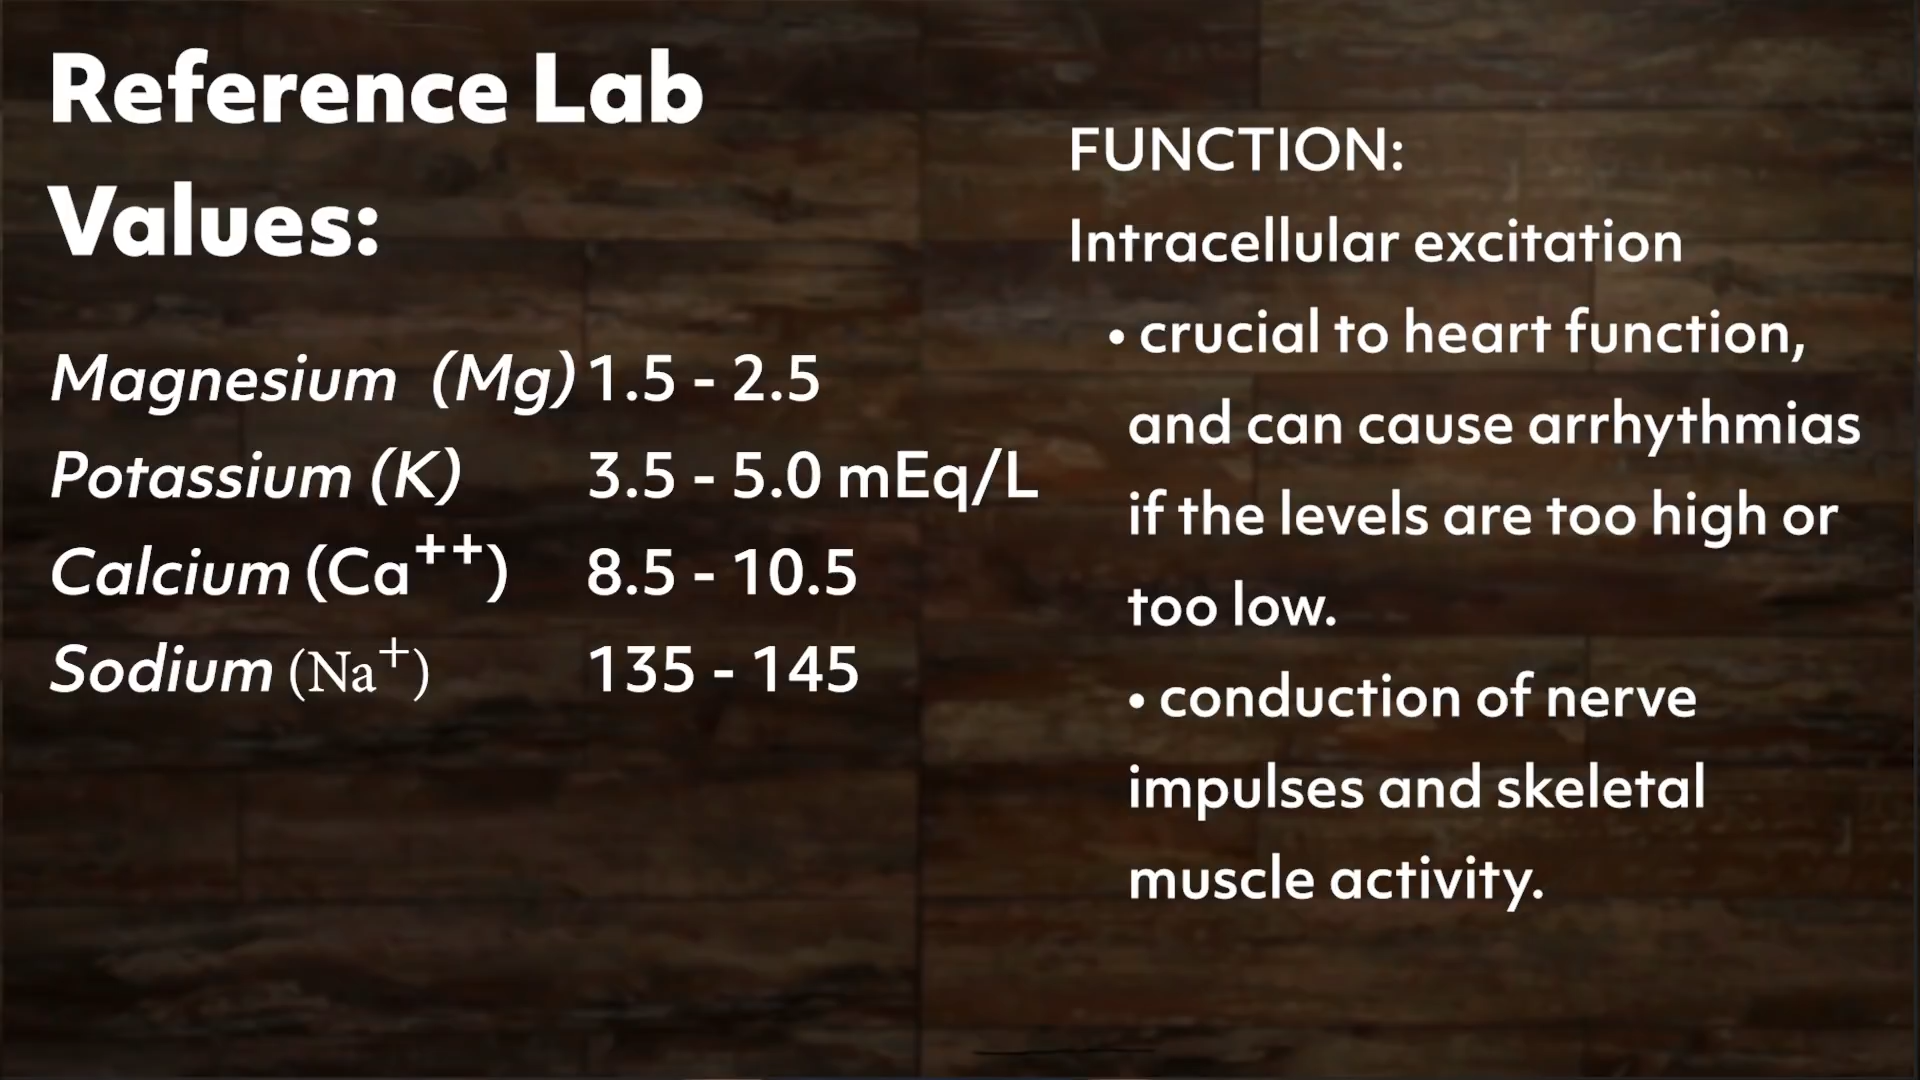 Reference Lab
Values:
Magnesium (Mg) 1.5 - 2.5
Potassium (K) 3.5 - 5.0 mEq/L
Calcium (Ca⁺⁺) 8.5 - 10.5
Sodium (Na⁺) 135 - 145
FUNCTION:
Intracellular excitation
• crucial to heart function,
and can cause arrhythmias
if the levels are too high or
too low.
• conduction of nerve
impulses and skeletal
muscle activity.